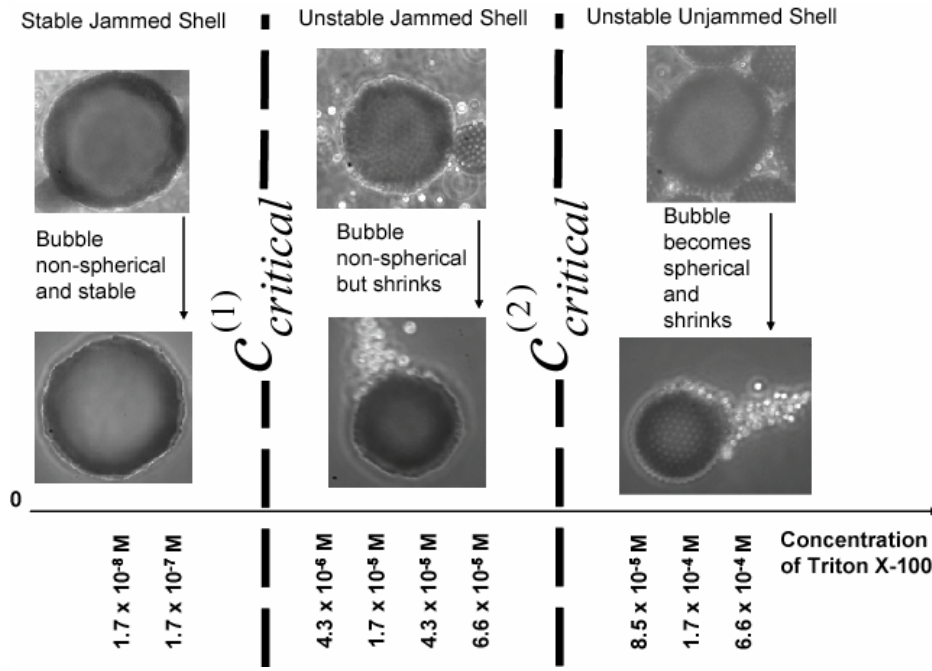 Stable Jammed Shell
Unstable Jammed Shell
Unstable Unjammed Shell
Bubble
non-spherical
and stable
Bubble
non-spherical
but shrinks
Bubble
becomes
spherical
and
shrinks
C critical (1)
C critical (2)
0
1.7 x 10⁻⁸ M
1.7 x 10⁻⁷ M
4.3 x 10⁻⁶ M
1.7 x 10⁻⁵ M
4.3 x 10⁻⁵ M
6.6 x 10⁻⁵ M
8.5 x 10⁻⁵ M
1.7 x 10⁻⁴ M
6.6 x 10⁻⁴ M
Concentration
of Triton X-100